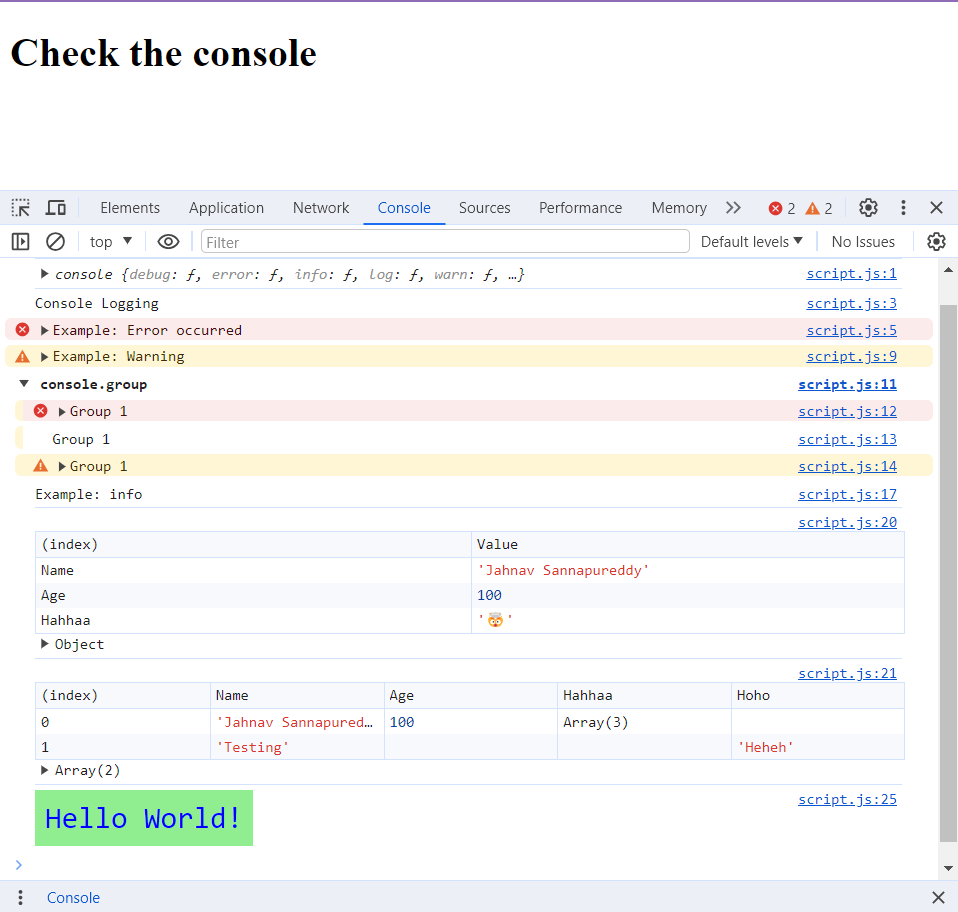 Check the console
Elements Application Network Console Sources Performance Memory 2 2
top Filter Default levels No Issues
console {debug: ƒ, error: ƒ, info: ƒ, log: ƒ, warn: ƒ, …} script.js:1
Console Logging script.js:3
Example: Error occurred script.js:5
Example: Warning script.js:9
console.group script.js:11
Group 1 script.js:12
Group 1 script.js:13
Group 1 script.js:14
Example: info script.js:17
script.js:20
(index) Value
Name 'Jahnav Sannapureddy'
Age 100
Hahhaa '🤯'
Object
script.js:21
(index) Name Age Hahhaa Hoho
0 'Jahnav Sannapured… 100 Array(3)
1 'Testing' 'Heheh'
Array(2)
Hello World! script.js:25
Console